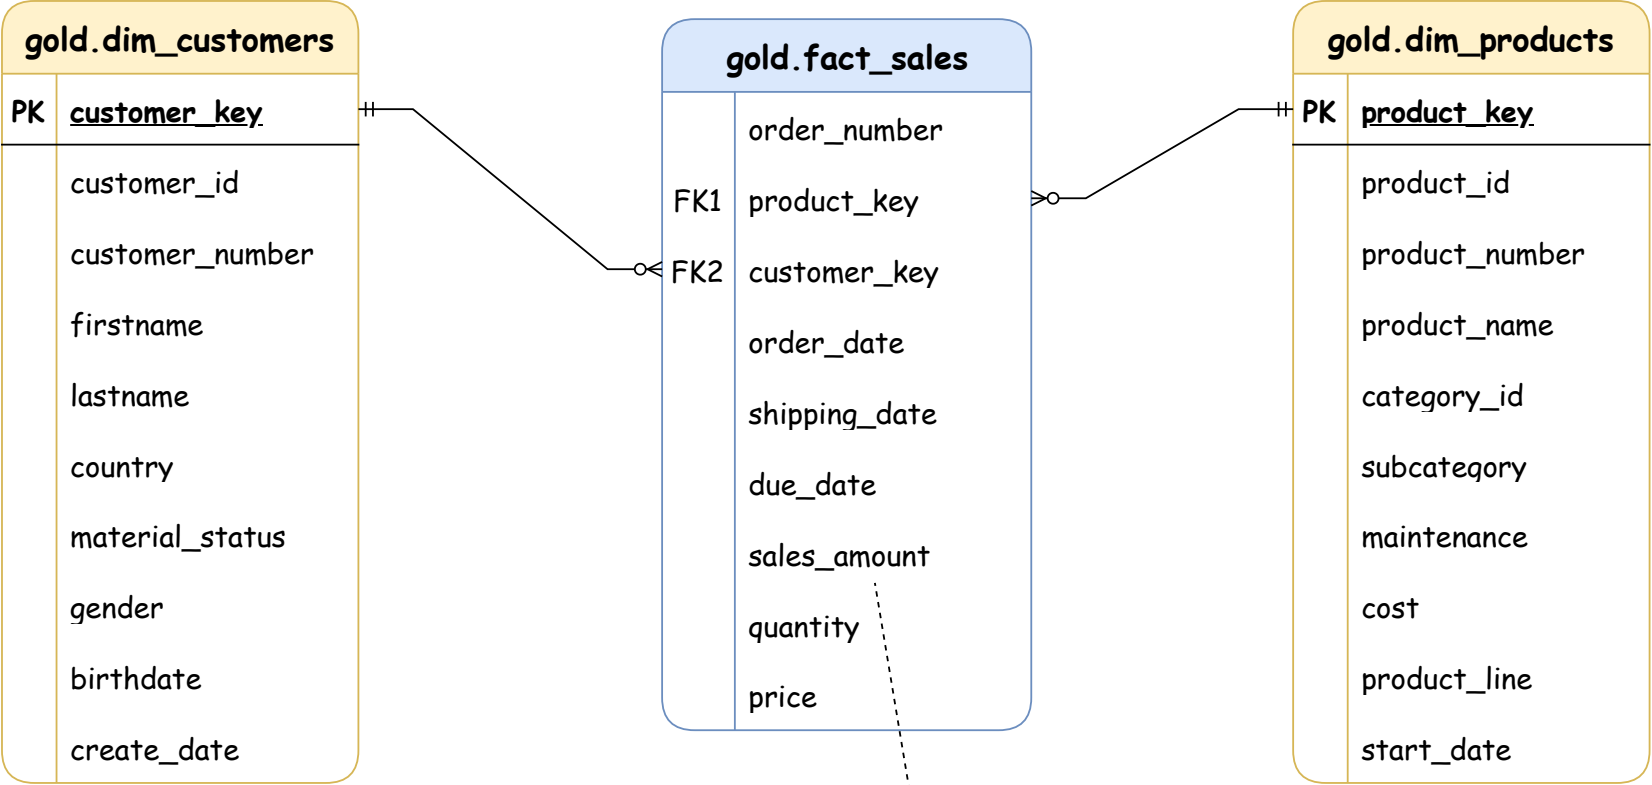 gold.dim_customers
PK customer_key
customer_id
customer_number
firstname
lastname
country
material_status
gender
birthdate
create_date
gold.fact_sales
order_number
FK1 product_key
FK2 customer_key
order_date
shipping_date
due_date
sales_amount
quantity
price
gold.dim_products
PK product_key
product_id
product_number
product_name
category_id
subcategory
maintenance
cost
product_line
start_date